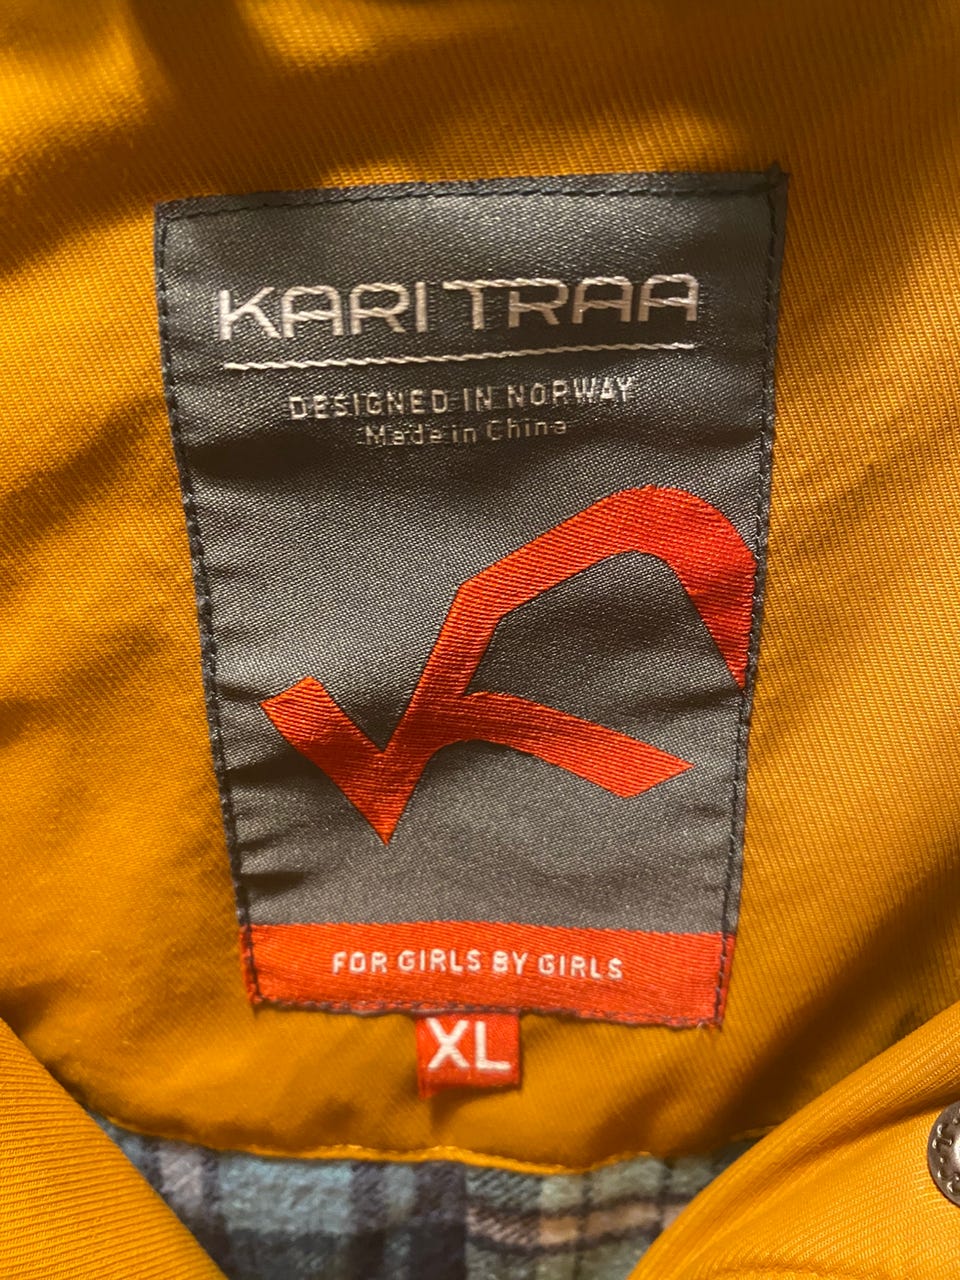 KARI TRAA
DESIGNED IN NORWAY
Made in China
FOR GIRLS BY GIRLS
XL